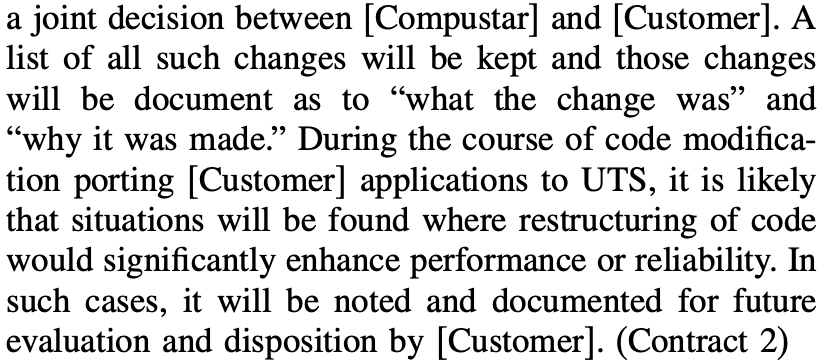 a joint decision between [Compustar] and [Customer]. A
list of all such changes will be kept and those changes
will be document as to “what the change was” and
“why it was made.” During the course of code modifica-
tion porting [Customer] applications to UTS, it is likely
that situations will be found where restructuring of code
would significantly enhance performance or reliability. In
such cases, it will be noted and documented for future
evaluation and disposition by [Customer]. (Contract 2)